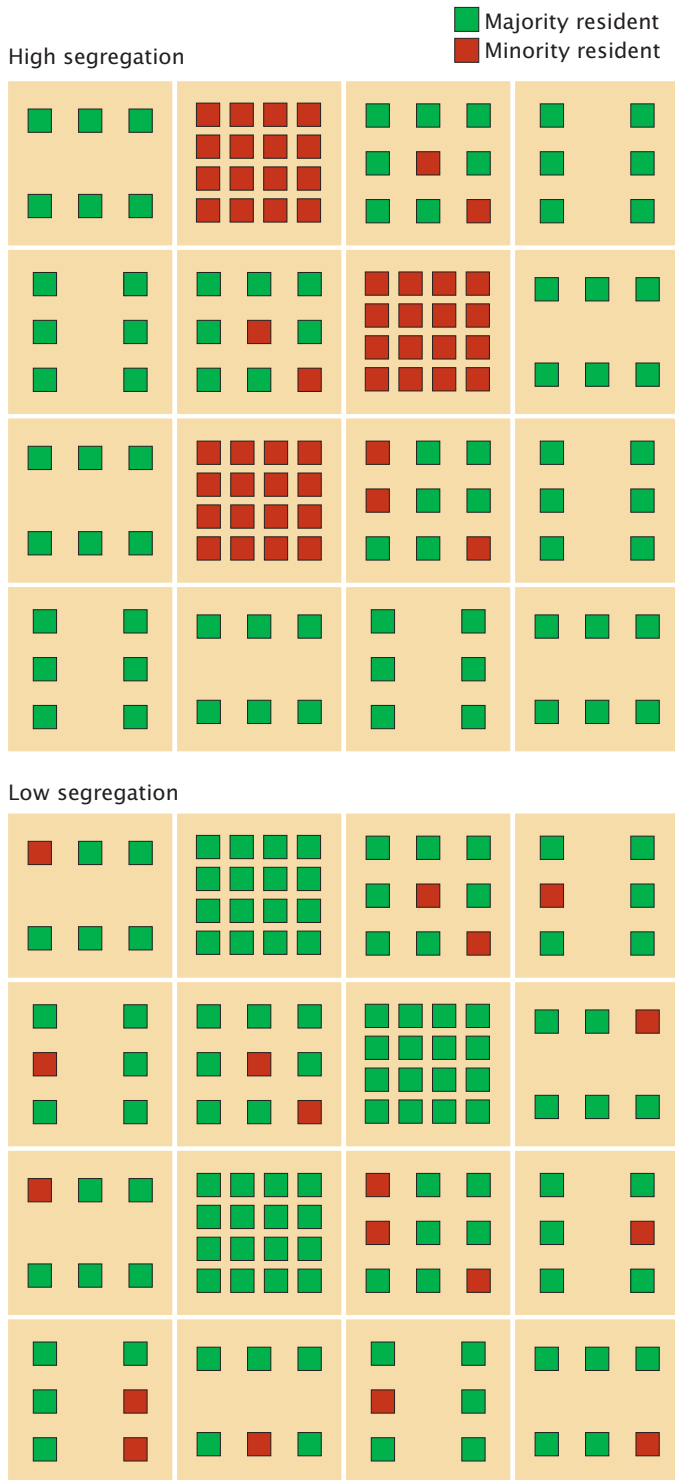 Majority resident
Minority resident
High segregation
Low segregation